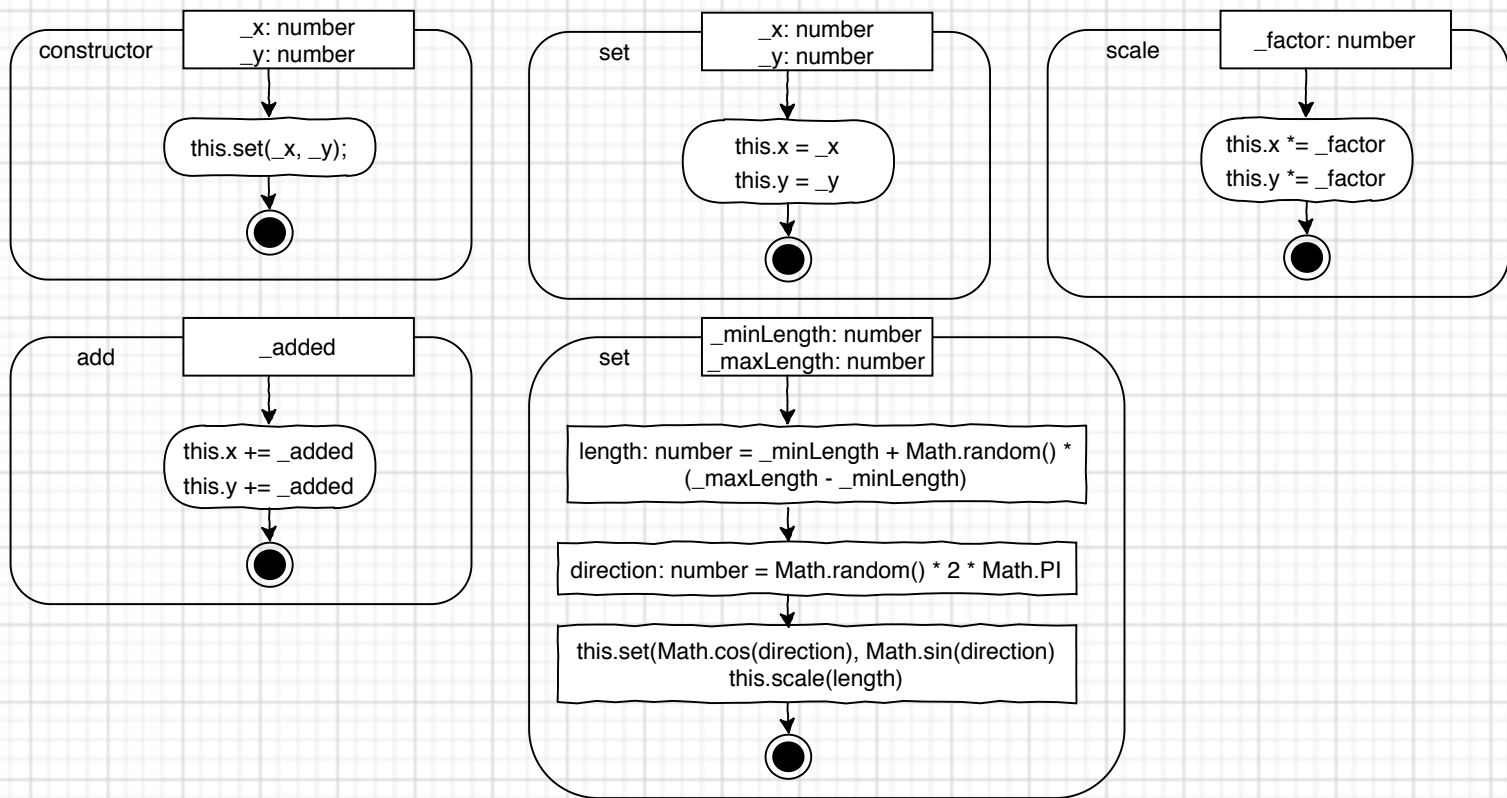 constructor
_x: number
_y: number
this.set(_x, _y);
set
_x: number
_y: number
this.x = _x
this.y = _y
scale
_factor: number
this.x *= _factor
this.y *= _factor
add
_added
this.x += _added
this.y += _added
set
_minLength: number
_maxLength: number
length: number = _minLength + Math.random() *
(_maxLength - _minLength)
direction: number = Math.random() * 2 * Math.PI
this.set(Math.cos(direction), Math.sin(direction)
this.scale(length)